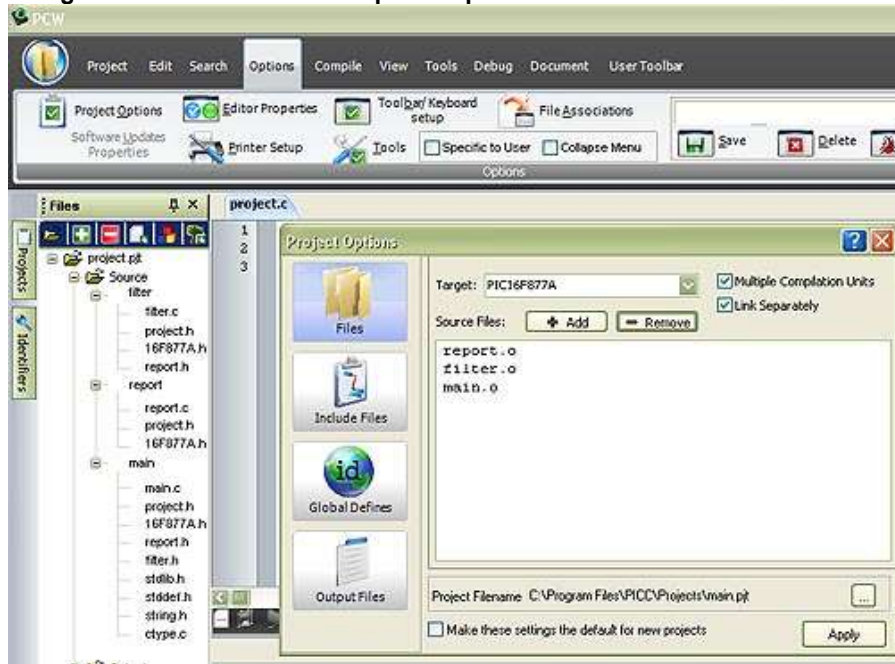 PCW
Project Edit Search Options Compile View Tools Debug Document User Toolbar
Project Options Editor Properties Toolbar/ Keyboard setup File Associations
Software Updates Properties Printer Setup Tools Specific to User Collapse Menu Save Delete
Options
Files
Projects
Identifiers
project.pjt
Source
filter
filter.c
project.h
16F877A.h
report.h
report
report.c
project.h
16F877A.h
main
main.c
project.h
16F877A.h
report.h
filter.h
stdlib.h
stddef.h
string.h
ctype.c
project.c
1
2
3
Project Options
Files
Include Files
id
Global Defines
Output Files
Target: PIC16F877A
Multiple Compilation Units
Link Separately
Source Files: Add Remove
report.o
filter.o
main.o
Project Filename C:\Program Files\PICC\Projects\main.pjt ...
Make these settings the default for new projects
Apply